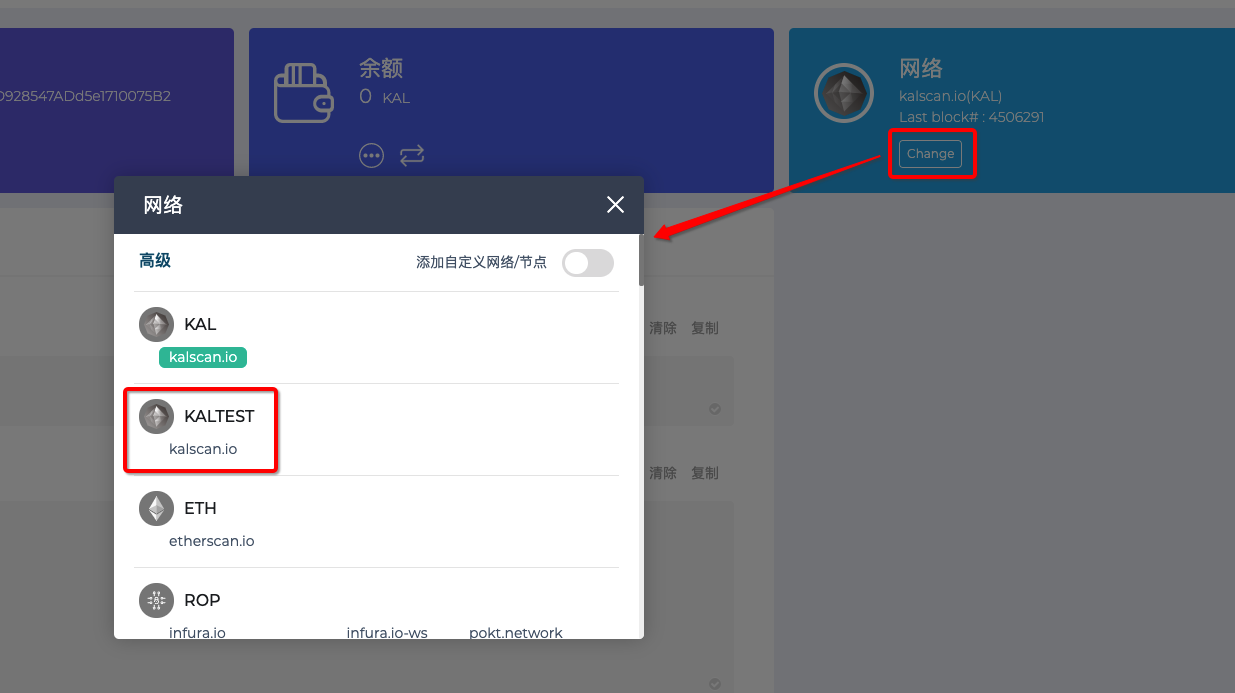 0928547ADd5e1710075B2
余额
0 KAL
网络
kalscan.io(KAL)
Last block# : 4506291
Change
网络
高级
添加自定义网络/节点
KAL
kalscan.io
清除 复制
KALTEST
kalscan.io
清除 复制
ETH
etherscan.io
ROP
infura.io infura.io-ws pokt.network